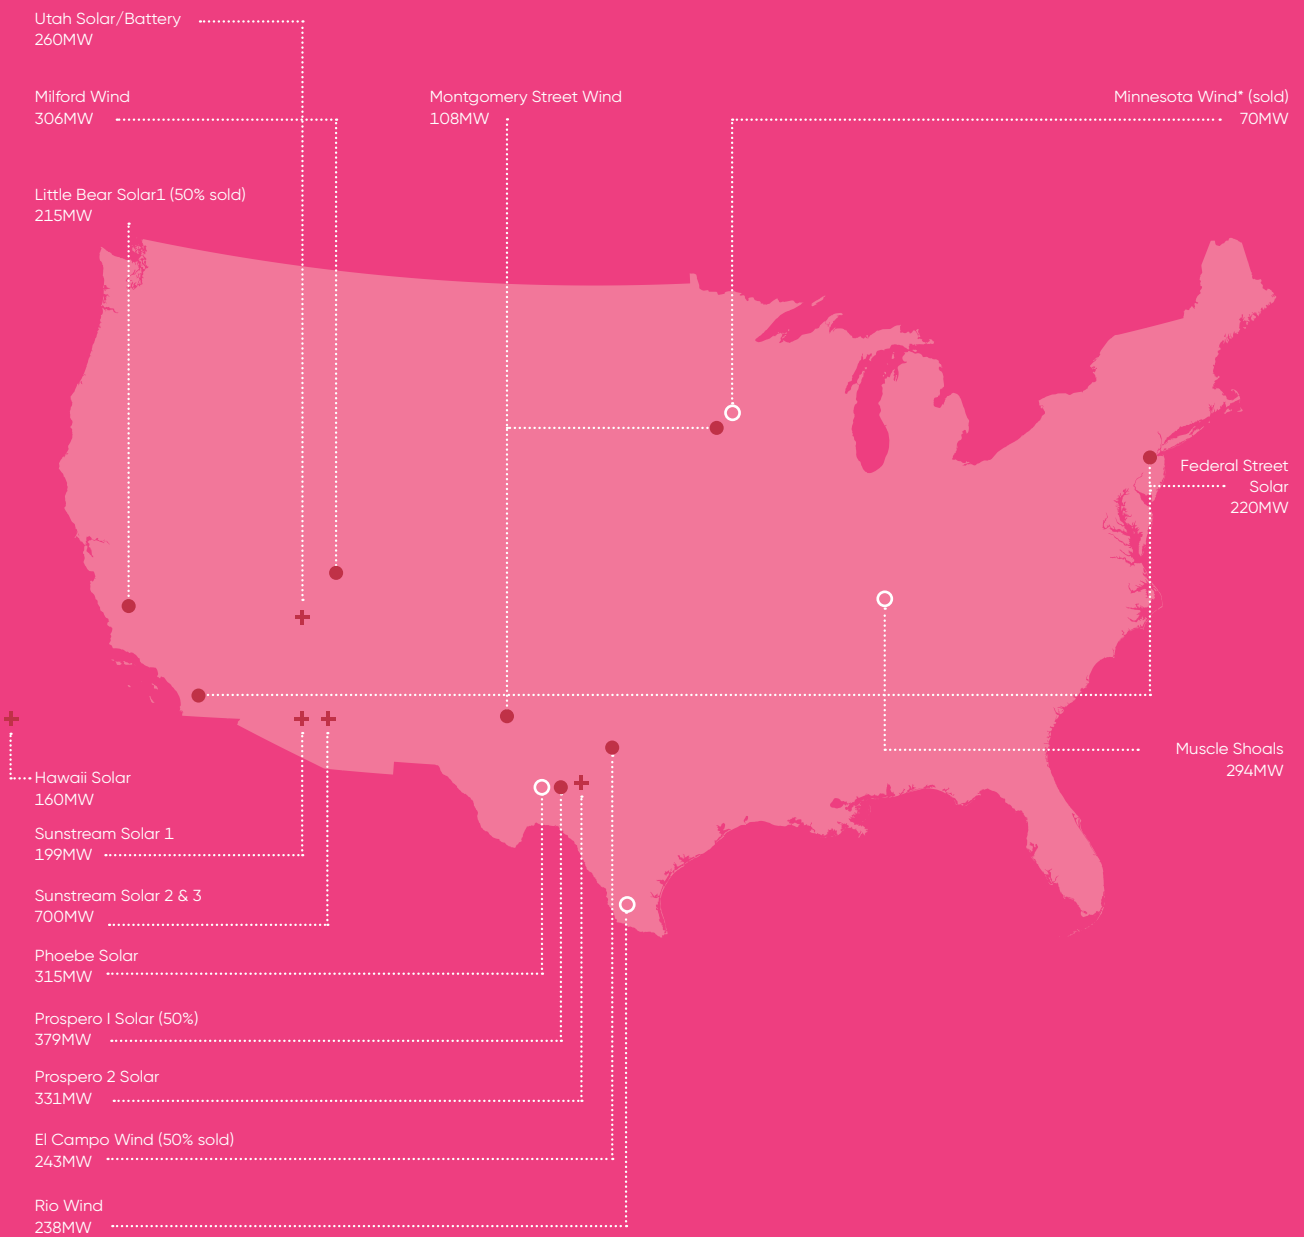 Utah Solar/Battery
260MW
Milford Wind
306MW
Montgomery Street Wind
108MW
Minnesota Wind* (sold)
70MW
Little Bear Solar1 (50% sold)
215MW
Federal Street
Solar
220MW
Muscle Shoals
294MW
Hawaii Solar
160MW
Sunstream Solar 1
199MW
Sunstream Solar 2 & 3
700MW
Phoebe Solar
315MW
Prospero I Solar (50%)
379MW
Prospero 2 Solar
331MW
El Campo Wind (50% sold)
243MW
Rio Wind
238MW